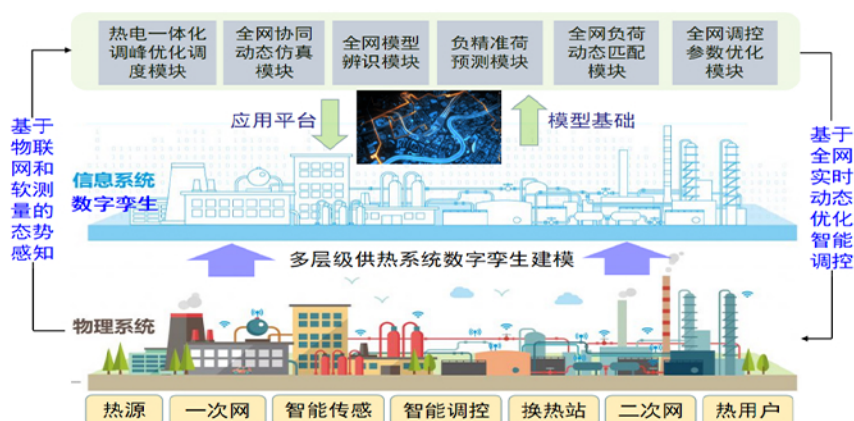 热电一体化
调峰优化调
度模块
全网协同
动态仿真
模块
全网模型
辨识模块
负精准荷
预测模块
全网负荷
动态匹配
模块
全网调控
参数优化
模块
应用平台
模型基础
基于
物联
网和
软测
量的
态势
感知
信息系统
数字孪生
基于
全网
实时
动态
优化
智能
调控
多层级供热系统数字孪生建模
物理系统
热源
一次网
智能传感
智能调控
换热站
二次网
热用户